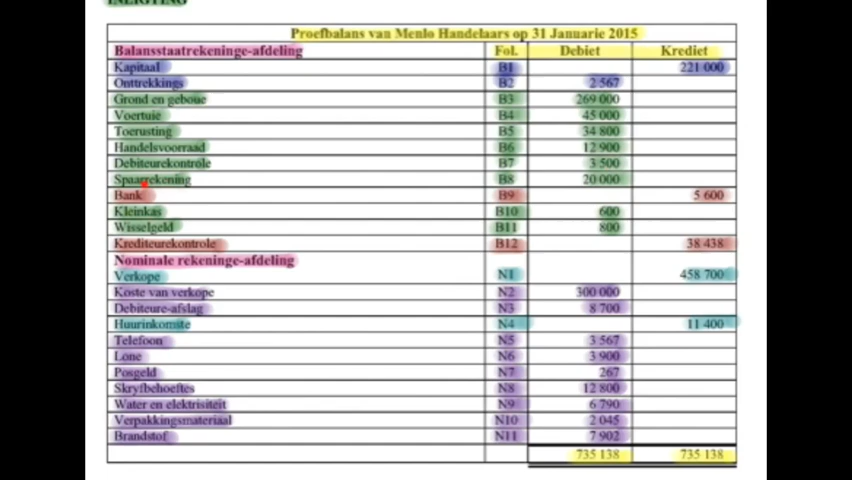 INLIGTING
Proefbalans van Menlo Handelaars op 31 Januarie 2015
Balansstaatrekeninge-afdeling Fol. Debiet Krediet
Kapitaal B1 221 000
Onttrekkings B2 2 567
Grond en geboue B3 269 000
Voertuie B4 45 000
Toerusting B5 34 800
Handelsvoorraad B6 12 900
Debiteurekontrole B7 3 500
Spaarrekening B8 20 000
Bank B9 5 600
Kleinkas B10 600
Wisselgeld B11 800
Krediteurekontrole B12 38 438
Nominale rekeninge-afdeling
Verkope N1 458 700
Koste van verkope N2 300 000
Debiteure-afslag N3 8 700
Huurinkomste N4 11 400
Telefoon N5 3 567
Lone N6 3 900
Posgeld N7 267
Skryfbehoeftes N8 12 800
Water en elektrisiteit N9 6 790
Verpakkingsmateriaal N10 2 045
Brandstof N11 7 902
735 138 735 138